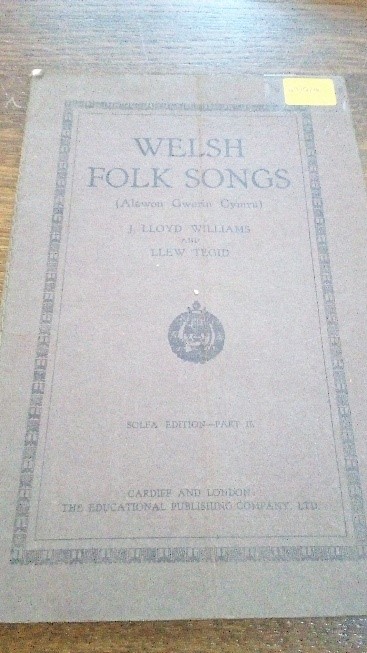 WELSH
FOLK SONGS
(Alawon Gwerin Cymru)
J. LLOYD WILLIAMS
AND
LLEW TEGID
SOLFA EDITION—PART II.
CARDIFF AND LONDON:
THE EDUCATIONAL PUBLISHING COMPANY, LTD.